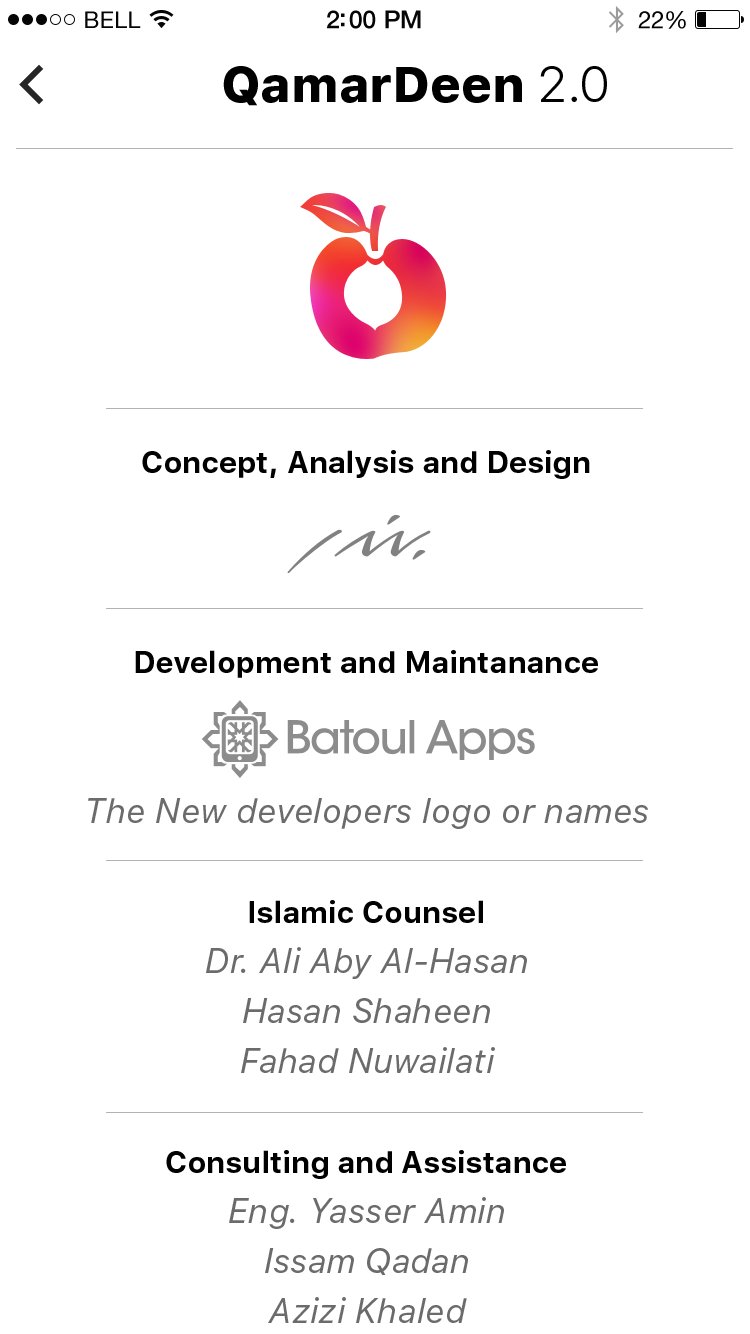 BELL 2:00 PM 22%
QamarDeen 2.0
Concept, Analysis and Design
Development and Maintanance
Batoul Apps
The New developers logo or names
Islamic Counsel
Dr. Ali Aby Al-Hasan
Hasan Shaheen
Fahad Nuwailati
Consulting and Assistance
Eng. Yasser Amin
Issam Qadan
Azizi Khaled